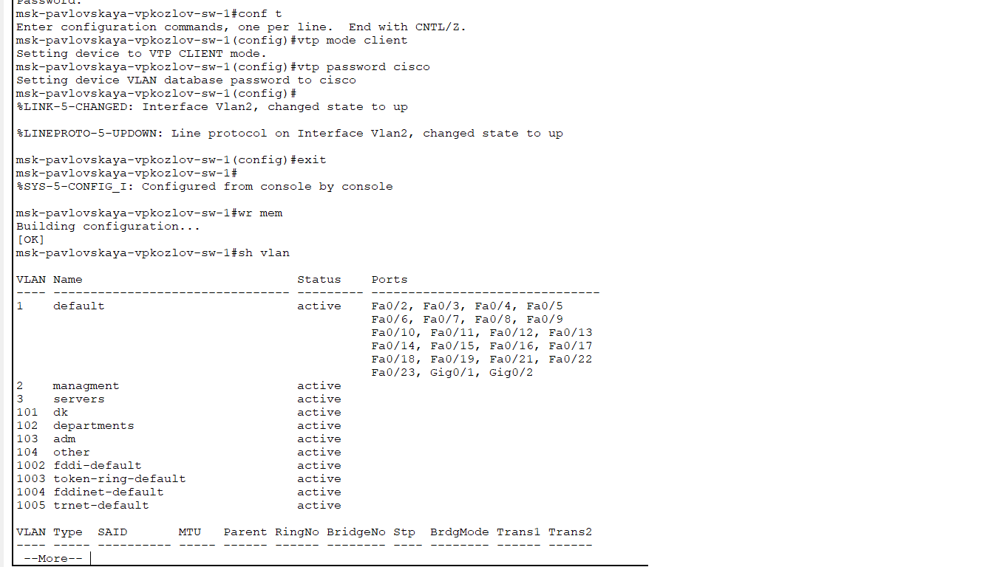 Password:
msk-pavlovskaya-vpkozlov-sw-1#conf t
Enter configuration commands, one per line.  End with CNTL/Z.
msk-pavlovskaya-vpkozlov-sw-1(config)#vtp mode client
Setting device to VTP CLIENT mode.
msk-pavlovskaya-vpkozlov-sw-1(config)#vtp password cisco
Setting device VLAN database password to cisco
msk-pavlovskaya-vpkozlov-sw-1(config)#
%LINK-5-CHANGED: Interface Vlan2, changed state to up
%LINEPROTO-5-UPDOWN: Line protocol on Interface Vlan2, changed state to up
msk-pavlovskaya-vpkozlov-sw-1(config)#exit
msk-pavlovskaya-vpkozlov-sw-1#
%SYS-5-CONFIG_I: Configured from console by console
msk-pavlovskaya-vpkozlov-sw-1#wr mem
Building configuration...
[OK]
msk-pavlovskaya-vpkozlov-sw-1#sh vlan
VLAN Name                             Status    Ports
---- -------------------------------- --------- -------------------------------
1    default                          active    Fa0/2, Fa0/3, Fa0/4, Fa0/5
                                                Fa0/6, Fa0/7, Fa0/8, Fa0/9
                                                Fa0/10, Fa0/11, Fa0/12, Fa0/13
                                                Fa0/14, Fa0/15, Fa0/16, Fa0/17
                                                Fa0/18, Fa0/19, Fa0/21, Fa0/22
                                                Fa0/23, Gig0/1, Gig0/2
2    managment                        active
3    servers                          active
101  dk                               active
102  departments                      active
103  adm                              active
104  other                            active
1002 fddi-default                     active
1003 token-ring-default               active
1004 fddinet-default                  active
1005 trnet-default                    active
VLAN Type  SAID       MTU   Parent RingNo BridgeNo Stp  BrdgMode Trans1 Trans2
---- ----- ---------- ----- ------ ------ -------- ---- -------- ------ ------
 --More--